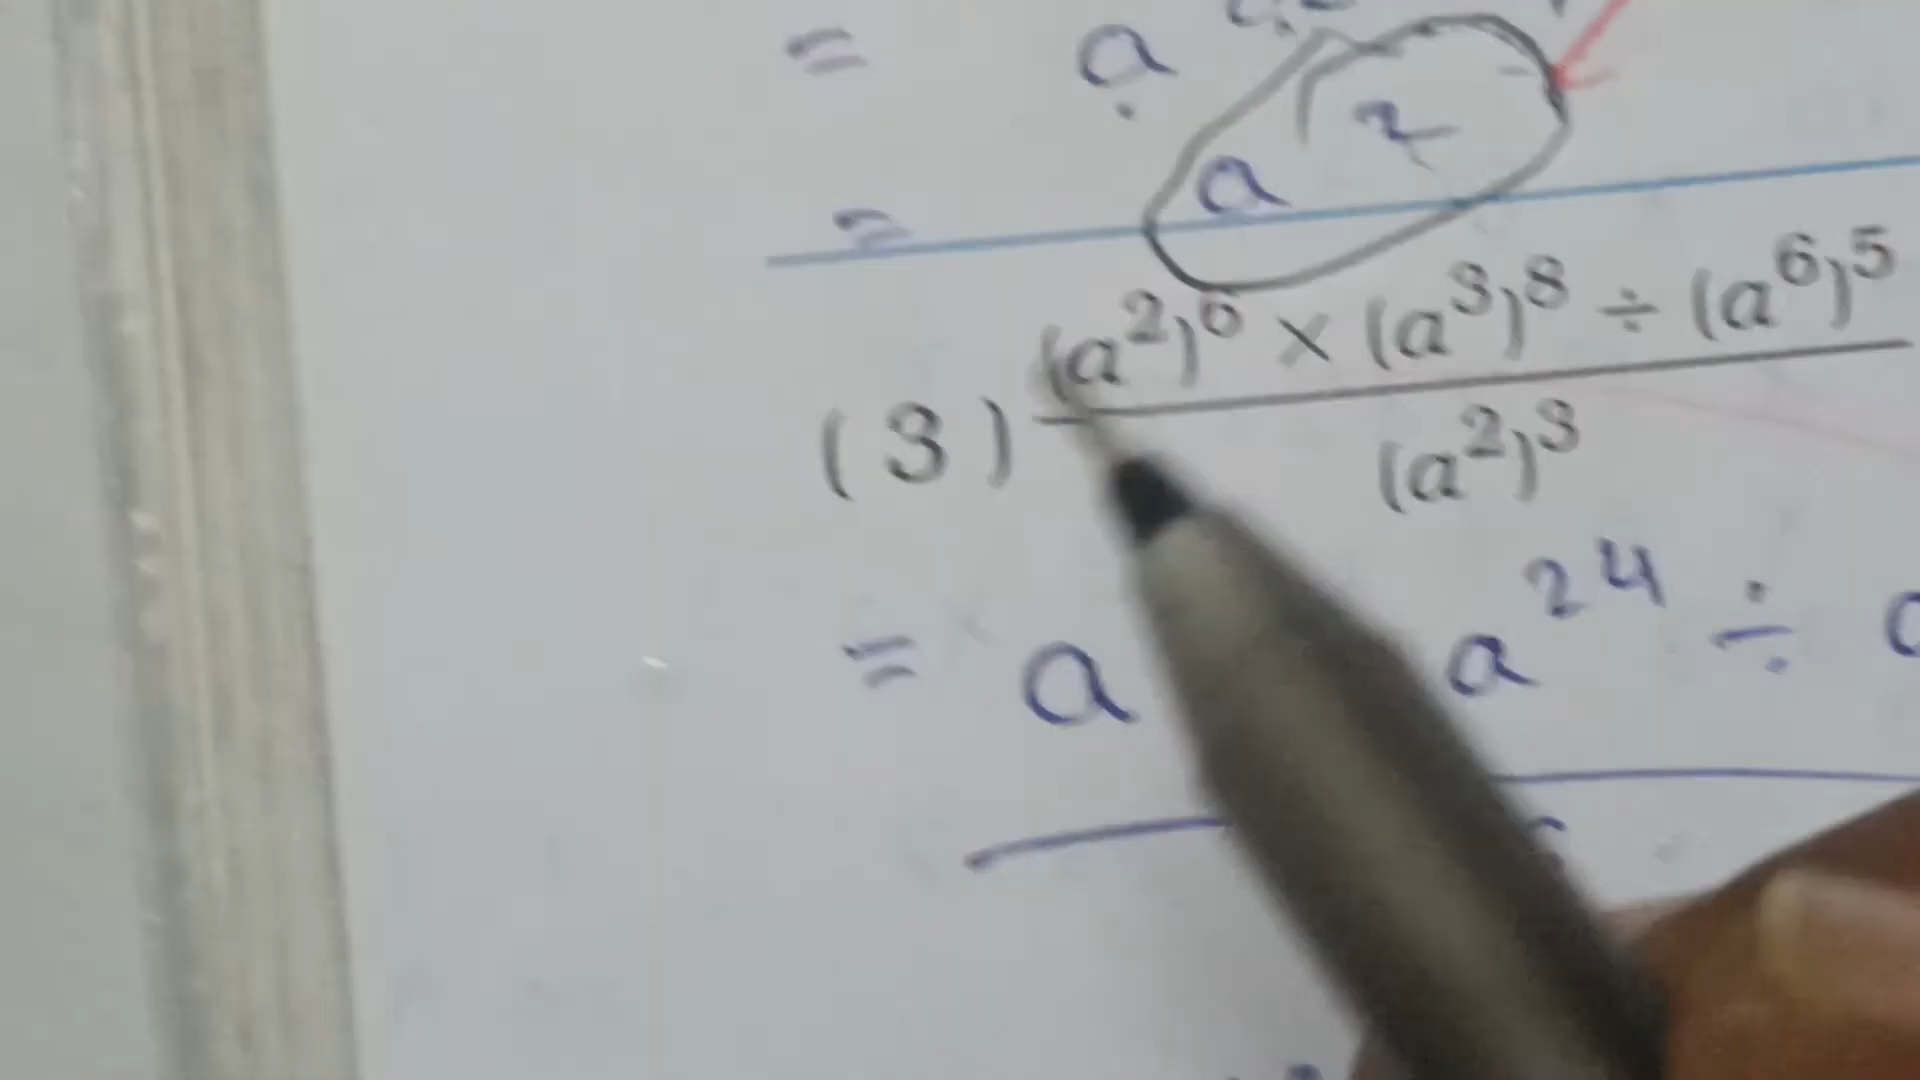 = a
= a
(3) (a²)⁶ × (a³)⁸ ÷ (a⁶)⁵
(a²)³
= a a²⁴ ÷